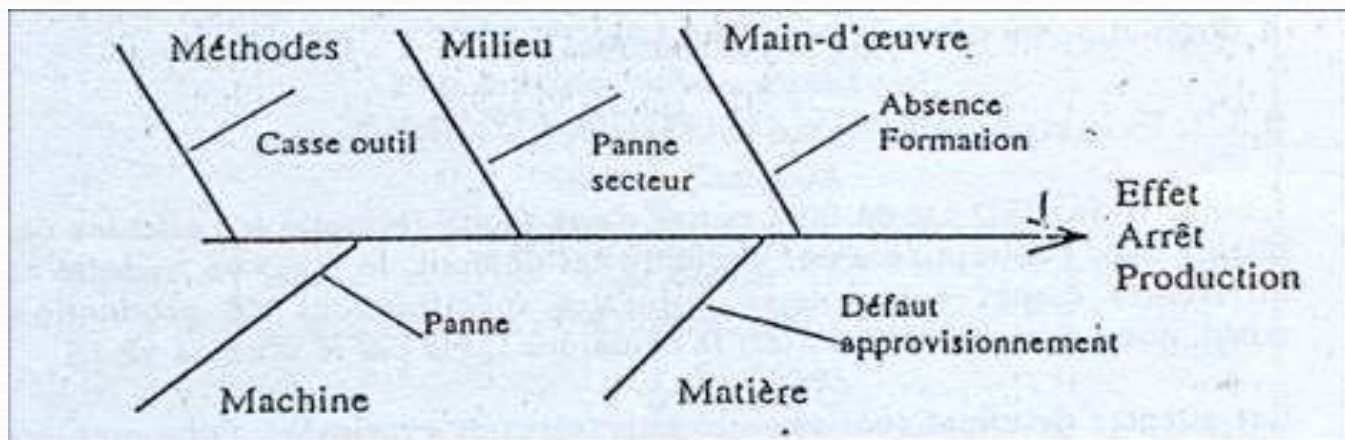 Méthodes
Milieu
Main-d'œuvre
Casse outil
Panne
secteur
Absence
Formation
Effet
Arrêt
Production
Panne
Défaut
approvisionnement
Machine
Matière